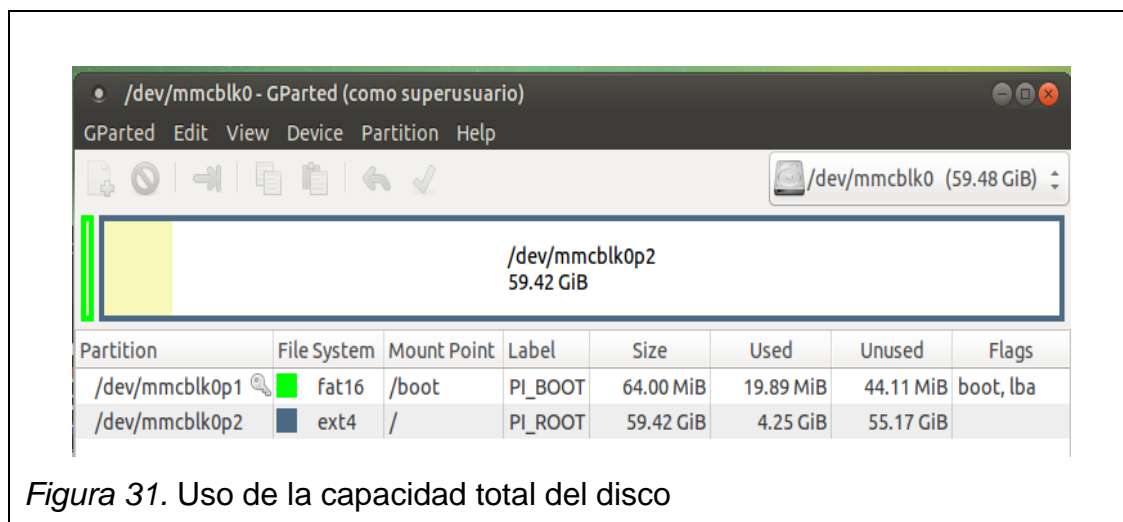 /dev/mmcblk0 - GParted (como superusuario)
GParted Edit View Device Partition Help
/dev/mmcblk0 (59.48 GiB)
/dev/mmcblk0p2
59.42 GiB
Partition File System Mount Point Label Size Used Unused Flags
/dev/mmcblk0p1 fat16 /boot PI_BOOT 64.00 MiB 19.89 MiB 44.11 MiB boot, lba
/dev/mmcblk0p2 ext4 / PI_ROOT 59.42 GiB 4.25 GiB 55.17 GiB
Figura 31. Uso de la capacidad total del disco